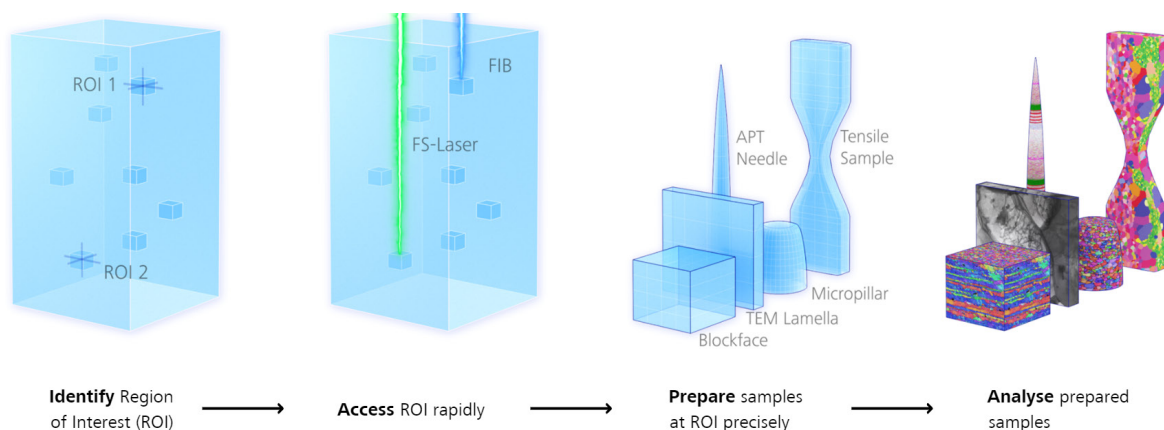 ROI 1
ROI 2
FIB
FS-Laser
APT
Needle
Tensile
Sample
Micropillar
TEM Lamella
Blockface
Identify Region
of Interest (ROI)
Access ROI rapidly
Prepare samples
at ROI precisely
Analyse prepared
samples